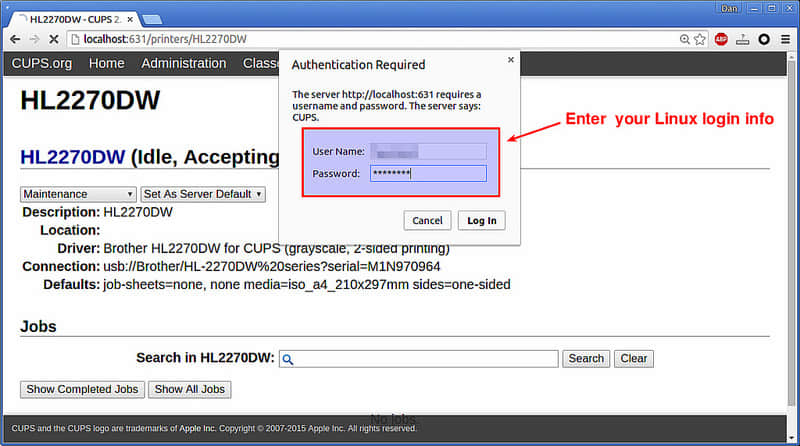 HL2270DW - CUPS 2.
Dan
localhost:631/printers/HL2270DW
ABP
CUPS.org Home Administration Classe
Authentication Required
The server http://localhost:631 requires a
username and password. The server says:
CUPS.
User Name:
Password: ********
Cancel Log In
Enter your Linux login info
HL2270DW
HL2270DW (Idle, Accepting
Maintenance Set As Server Default
Description: HL2270DW
Location:
Driver: Brother HL2270DW for CUPS (grayscale, 2-sided printing)
Connection: usb://Brother/HL-2270DW%20series?serial=M1N970964
Defaults: job-sheets=none, none media=iso_a4_210x297mm sides=one-sided
Jobs
Search in HL2270DW: Search Clear
Show Completed Jobs Show All Jobs
No jobs.
CUPS and the CUPS logo are trademarks of Apple Inc. Copyright © 2007-2015 Apple Inc. All rights reserved.